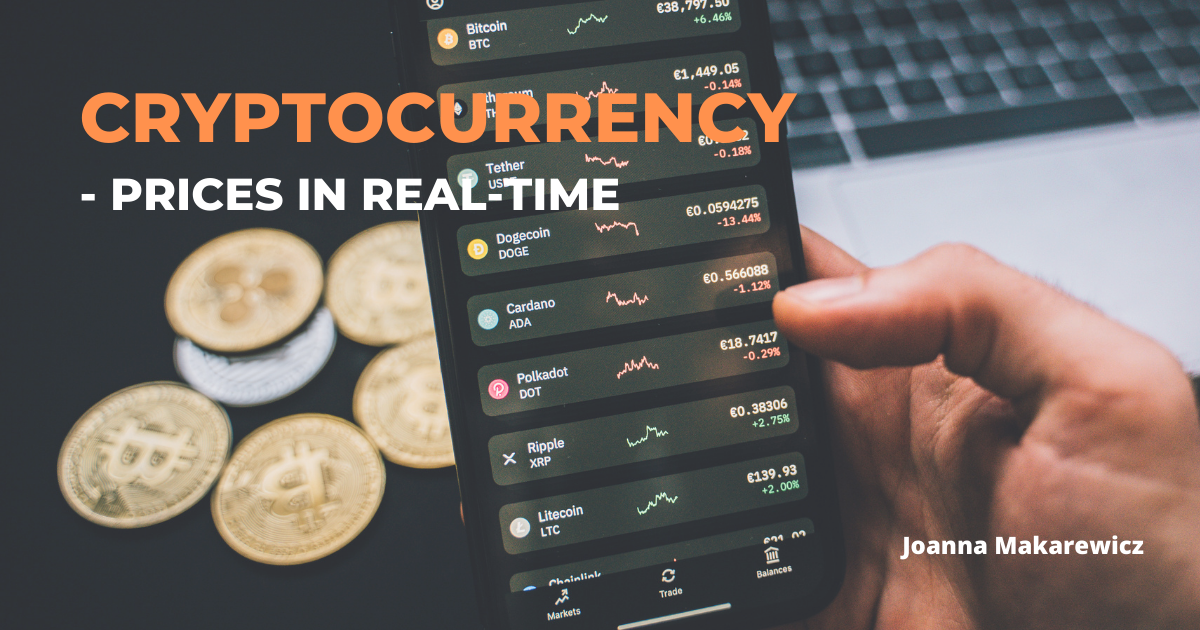 Bitcoin
BTC
€38,797.50
+6.46%
€1,449.05
-0.14%
CRYPTOCURRENCY
Tether
-0.18%
- PRICES IN REAL-TIME
Dogecoin
DOGE
€0.0594275
-13.44%
Cardano
ADA
€0.566088
-1.12%
Polkadot
DOT
€18.7417
-0.29%
Ripple
XRP
€0.38306
+2.75%
Litecoin
LTC
€139.93
+2.00%
Joanna Makarewicz
Chainlink
Markets
Trade
Balances